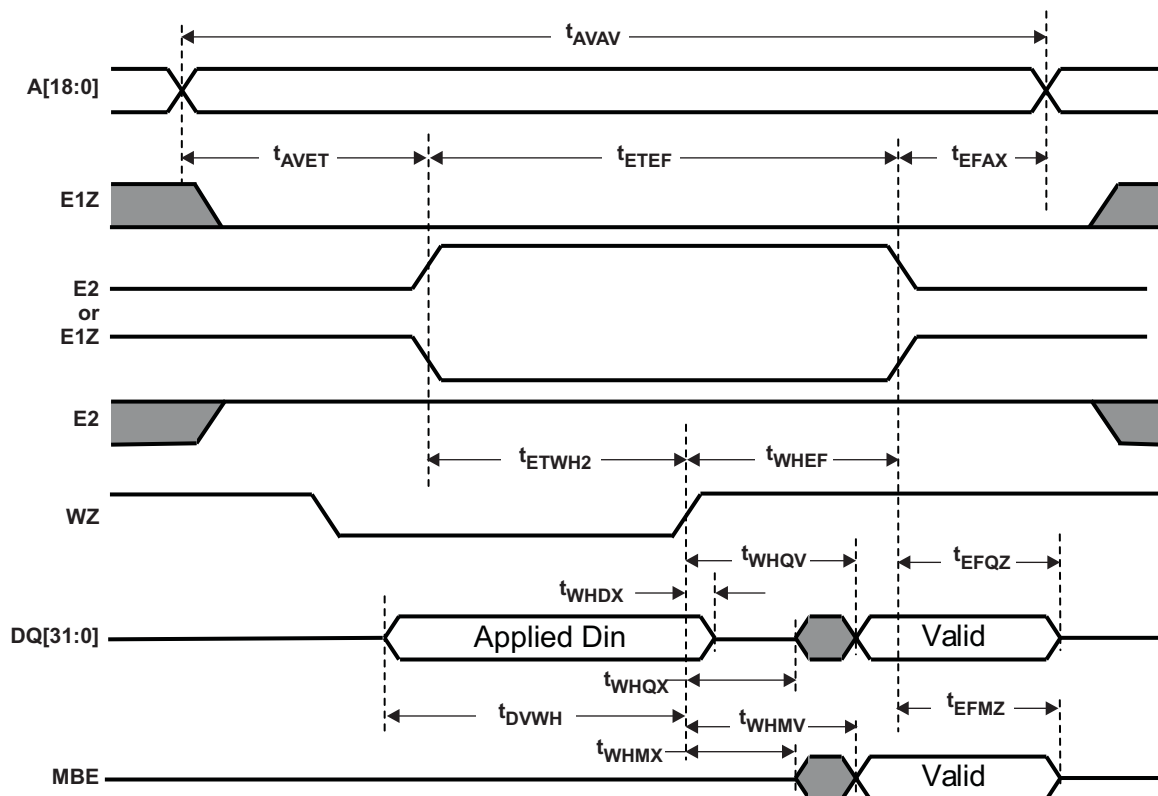 tAVAV
A[18:0]
tAVET
tETEF
tEFAX
E1Z
E2
or
E1Z
E2
tETWH2
tWHEF
WZ
tWHQV
tEFQZ
tWHDX
DQ[31:0]
Applied Din
Valid
tWHQX
tDVWH
tWHMV
tEFMZ
tWHMX
MBE
Valid